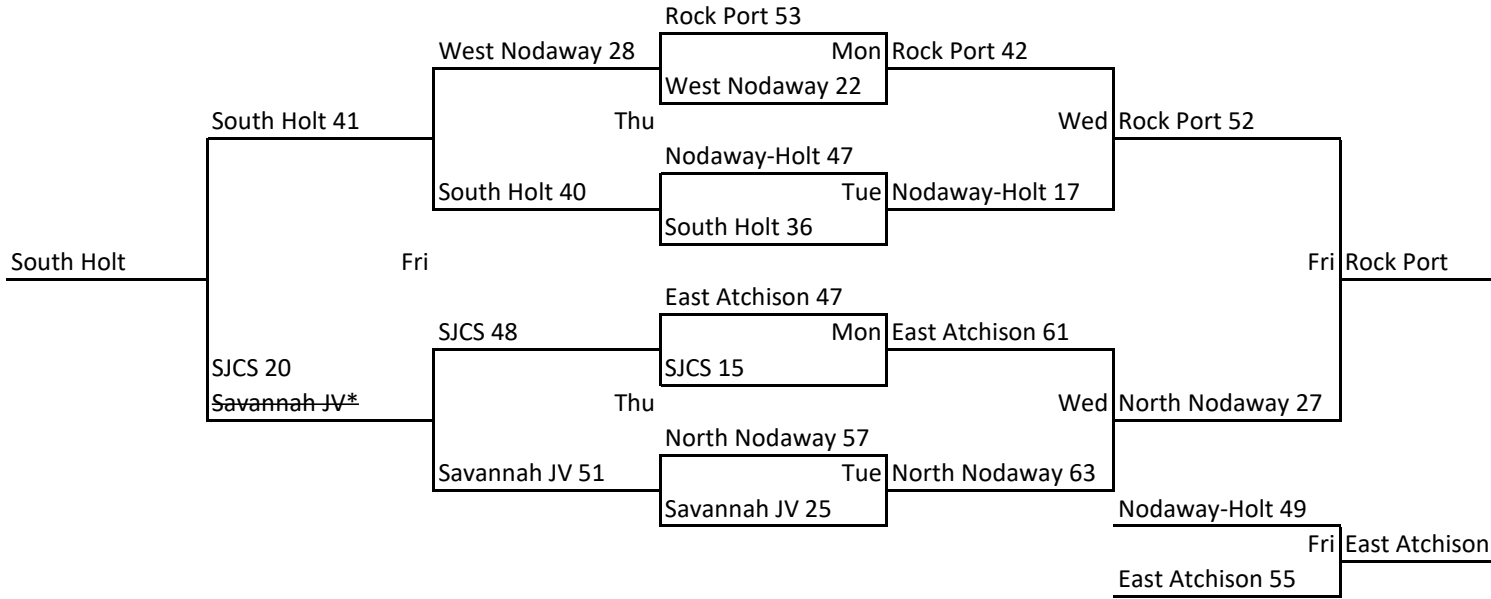 Rock Port 53
West Nodaway 28
Mon
Rock Port 42
West Nodaway 22
South Holt 41
Thu
Wed
Rock Port 52
Nodaway-Holt 47
South Holt 40
Tue
Nodaway-Holt 17
South Holt 36
South Holt
Fri
Fri
Rock Port
East Atchison 47
SJCS 48
Mon
East Atchison 61
SJCS 20
SJCS 15
Savannah JV*
Thu
Wed
North Nodaway 27
North Nodaway 57
Savannah JV 51
Tue
North Nodaway 63
Savannah JV 25
Nodaway-Holt 49
Fri
East Atchison
East Atchison 55